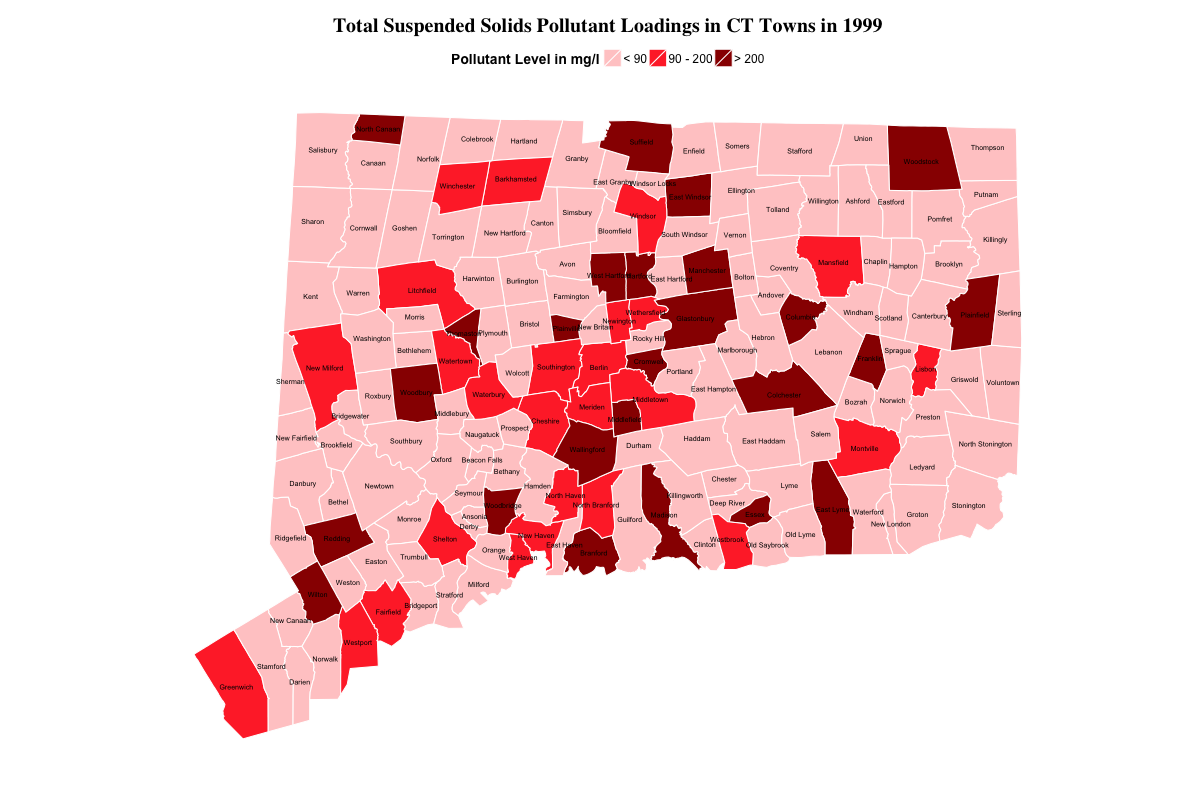 Total Suspended Solids Pollutant Loadings in CT Towns in 1999
Pollutant Level in mg/l < 90 90 - 200 > 200
North Canaan
Salisbury
Canaan
Norfolk
Colebrook
Hartland
Granby
Suffield
Enfield
Somers
Stafford
Union
Woodstock
Thompson
Winchester
Barkhamsted
East Granby
Windsor Locks
East Windsor
Ellington
Tolland
Willington
Ashford
Eastford
Putnam
Sharon
Cornwall
Goshen
Torrington
New Hartford
Canton
Simsbury
Bloomfield
Windsor
South Windsor
Vernon
Pomfret
Killingly
Kent
Warren
Litchfield
Harwinton
Burlington
Avon
Farmington
West Hartford
Hartford
East Hartford
Manchester
Bolton
Coventry
Andover
Mansfield
Chaplin
Hampton
Brooklyn
Morris
Washington
Bethlehem
Watertown
Plymouth
Bristol
Plainville
New Britain
Newington
Wethersfield
Rocky Hill
Glastonbury
Hebron
Marlborough
Columbia
Windham
Scotland
Canterbury
Plainfield
Sterling
New Milford
Sherman
Roxbury
Woodbury
Wolcott
Southington
Berlin
Cromwell
Portland
East Hampton
Colchester
Lebanon
Franklin
Sprague
Lisbon
Griswold
Voluntown
Bridgewater
Middlebury
Waterbury
Cheshire
Meriden
Middletown
Middlefield
Bozrah
Norwich
Preston
New Fairfield
Brookfield
Southbury
Naugatuck
Prospect
Wallingford
Durham
Haddam
East Haddam
Salem
Montville
Ledyard
North Stonington
Danbury
Bethel
Newtown
Oxford
Beacon Falls
Bethany
Hamden
North Haven
North Branford
Guilford
Madison
Killingworth
Chester
Deep River
Essex
Lyme
East Lyme
Waterford
New London
Groton
Stonington
Ridgefield
Redding
Monroe
Seymour
Ansonia
Derby
Woodbridge
Shelton
Orange
West Haven
New Haven
East Haven
Branford
Clinton
Westbrook
Old Saybrook
Old Lyme
Easton
Trumbull
Weston
Wilton
Milford
Stratford
Bridgeport
Fairfield
New Canaan
Westport
Norwalk
Stamford
Darien
Greenwich